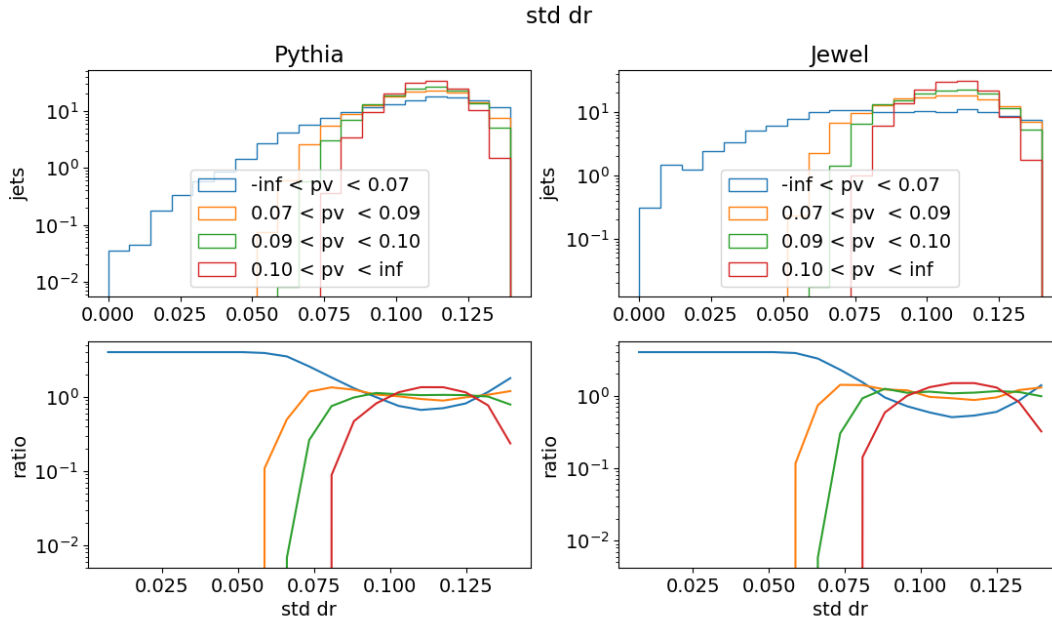 std dr
Pythia
jets
10¹
10⁰
10⁻¹
10⁻²
-inf < pv < 0.07
0.07 < pv < 0.09
0.09 < pv < 0.10
0.10 < pv < inf
0.000 0.025 0.050 0.075 0.100 0.125
Jewel
jets
10¹
10⁰
10⁻¹
-inf < pv < 0.07
0.07 < pv < 0.09
0.09 < pv < 0.10
0.10 < pv < inf
0.000 0.025 0.050 0.075 0.100 0.125
ratio
10⁰
10⁻¹
10⁻²
0.025 0.050 0.075 0.100 0.125
std dr
ratio
10⁰
10⁻¹
10⁻²
0.025 0.050 0.075 0.100 0.125
std dr